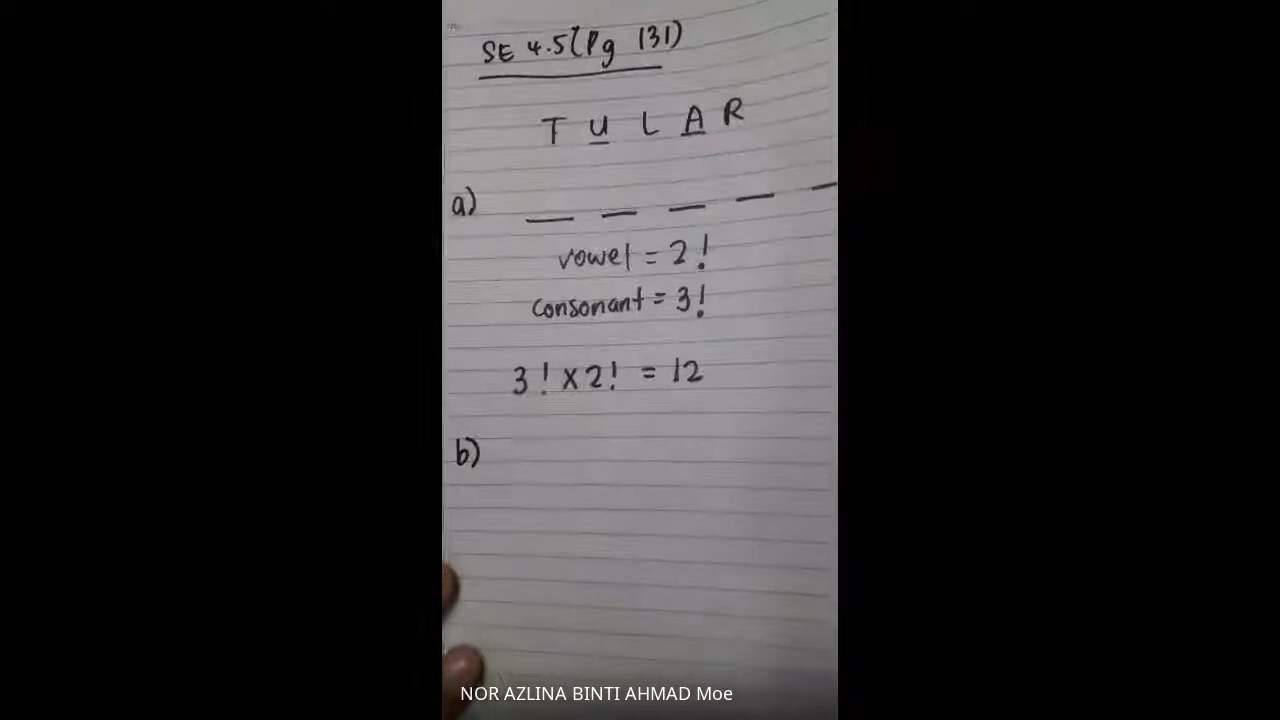 SE 4.5 (Pg 131)
T U L A R
a)
vowel = 2!
consonant = 3!
3! x 2! = 12
b)
NOR AZLINA BINTI AHMAD Moe